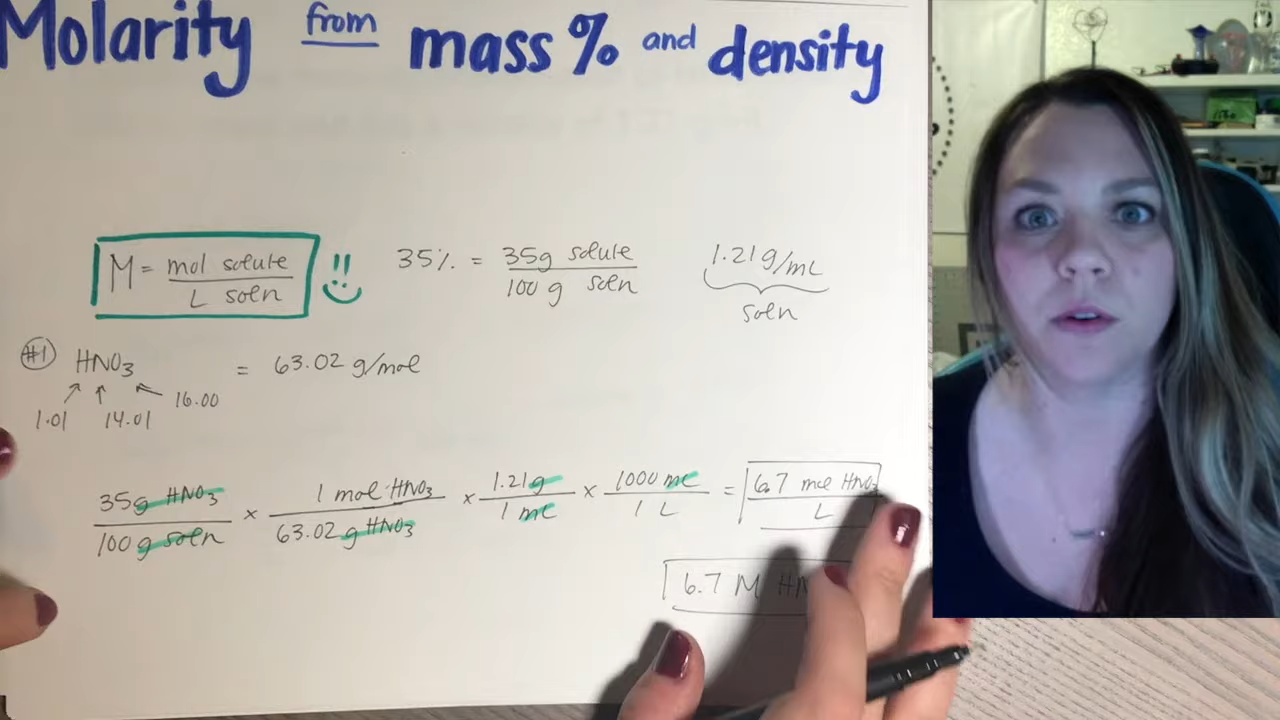 Molarity from mass % and density
M = mol solute / L soln
35% = 35g solute / 100 g soln
1.21 g/mL
soln
#1 HNO3 = 63.02 g/mol
1.01 14.01 16.00
35g HNO3 / 100 g soln × 1 mol HNO3 / 63.02 g HNO3 × 1.21g / 1 mL × 1000 mL / 1 L = 6.7 mol HNO3 / L
6.7 M